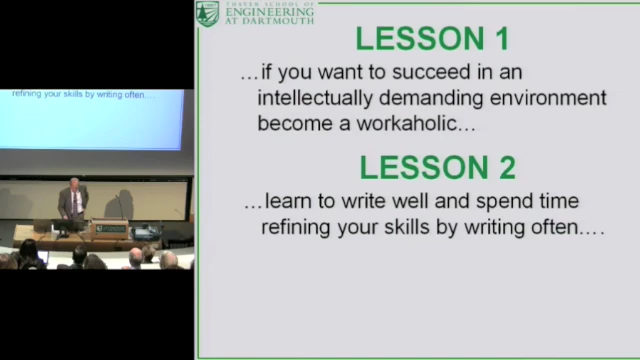 THAYER SCHOOL OF
ENGINEERING
AT DARTMOUTH
LESSON 1
...if you want to succeed in an
intellectually demanding environment
become a workaholic...
LESSON 2
...learn to write well and spend time
refining your skills by writing often....
refining your skills by writing often....